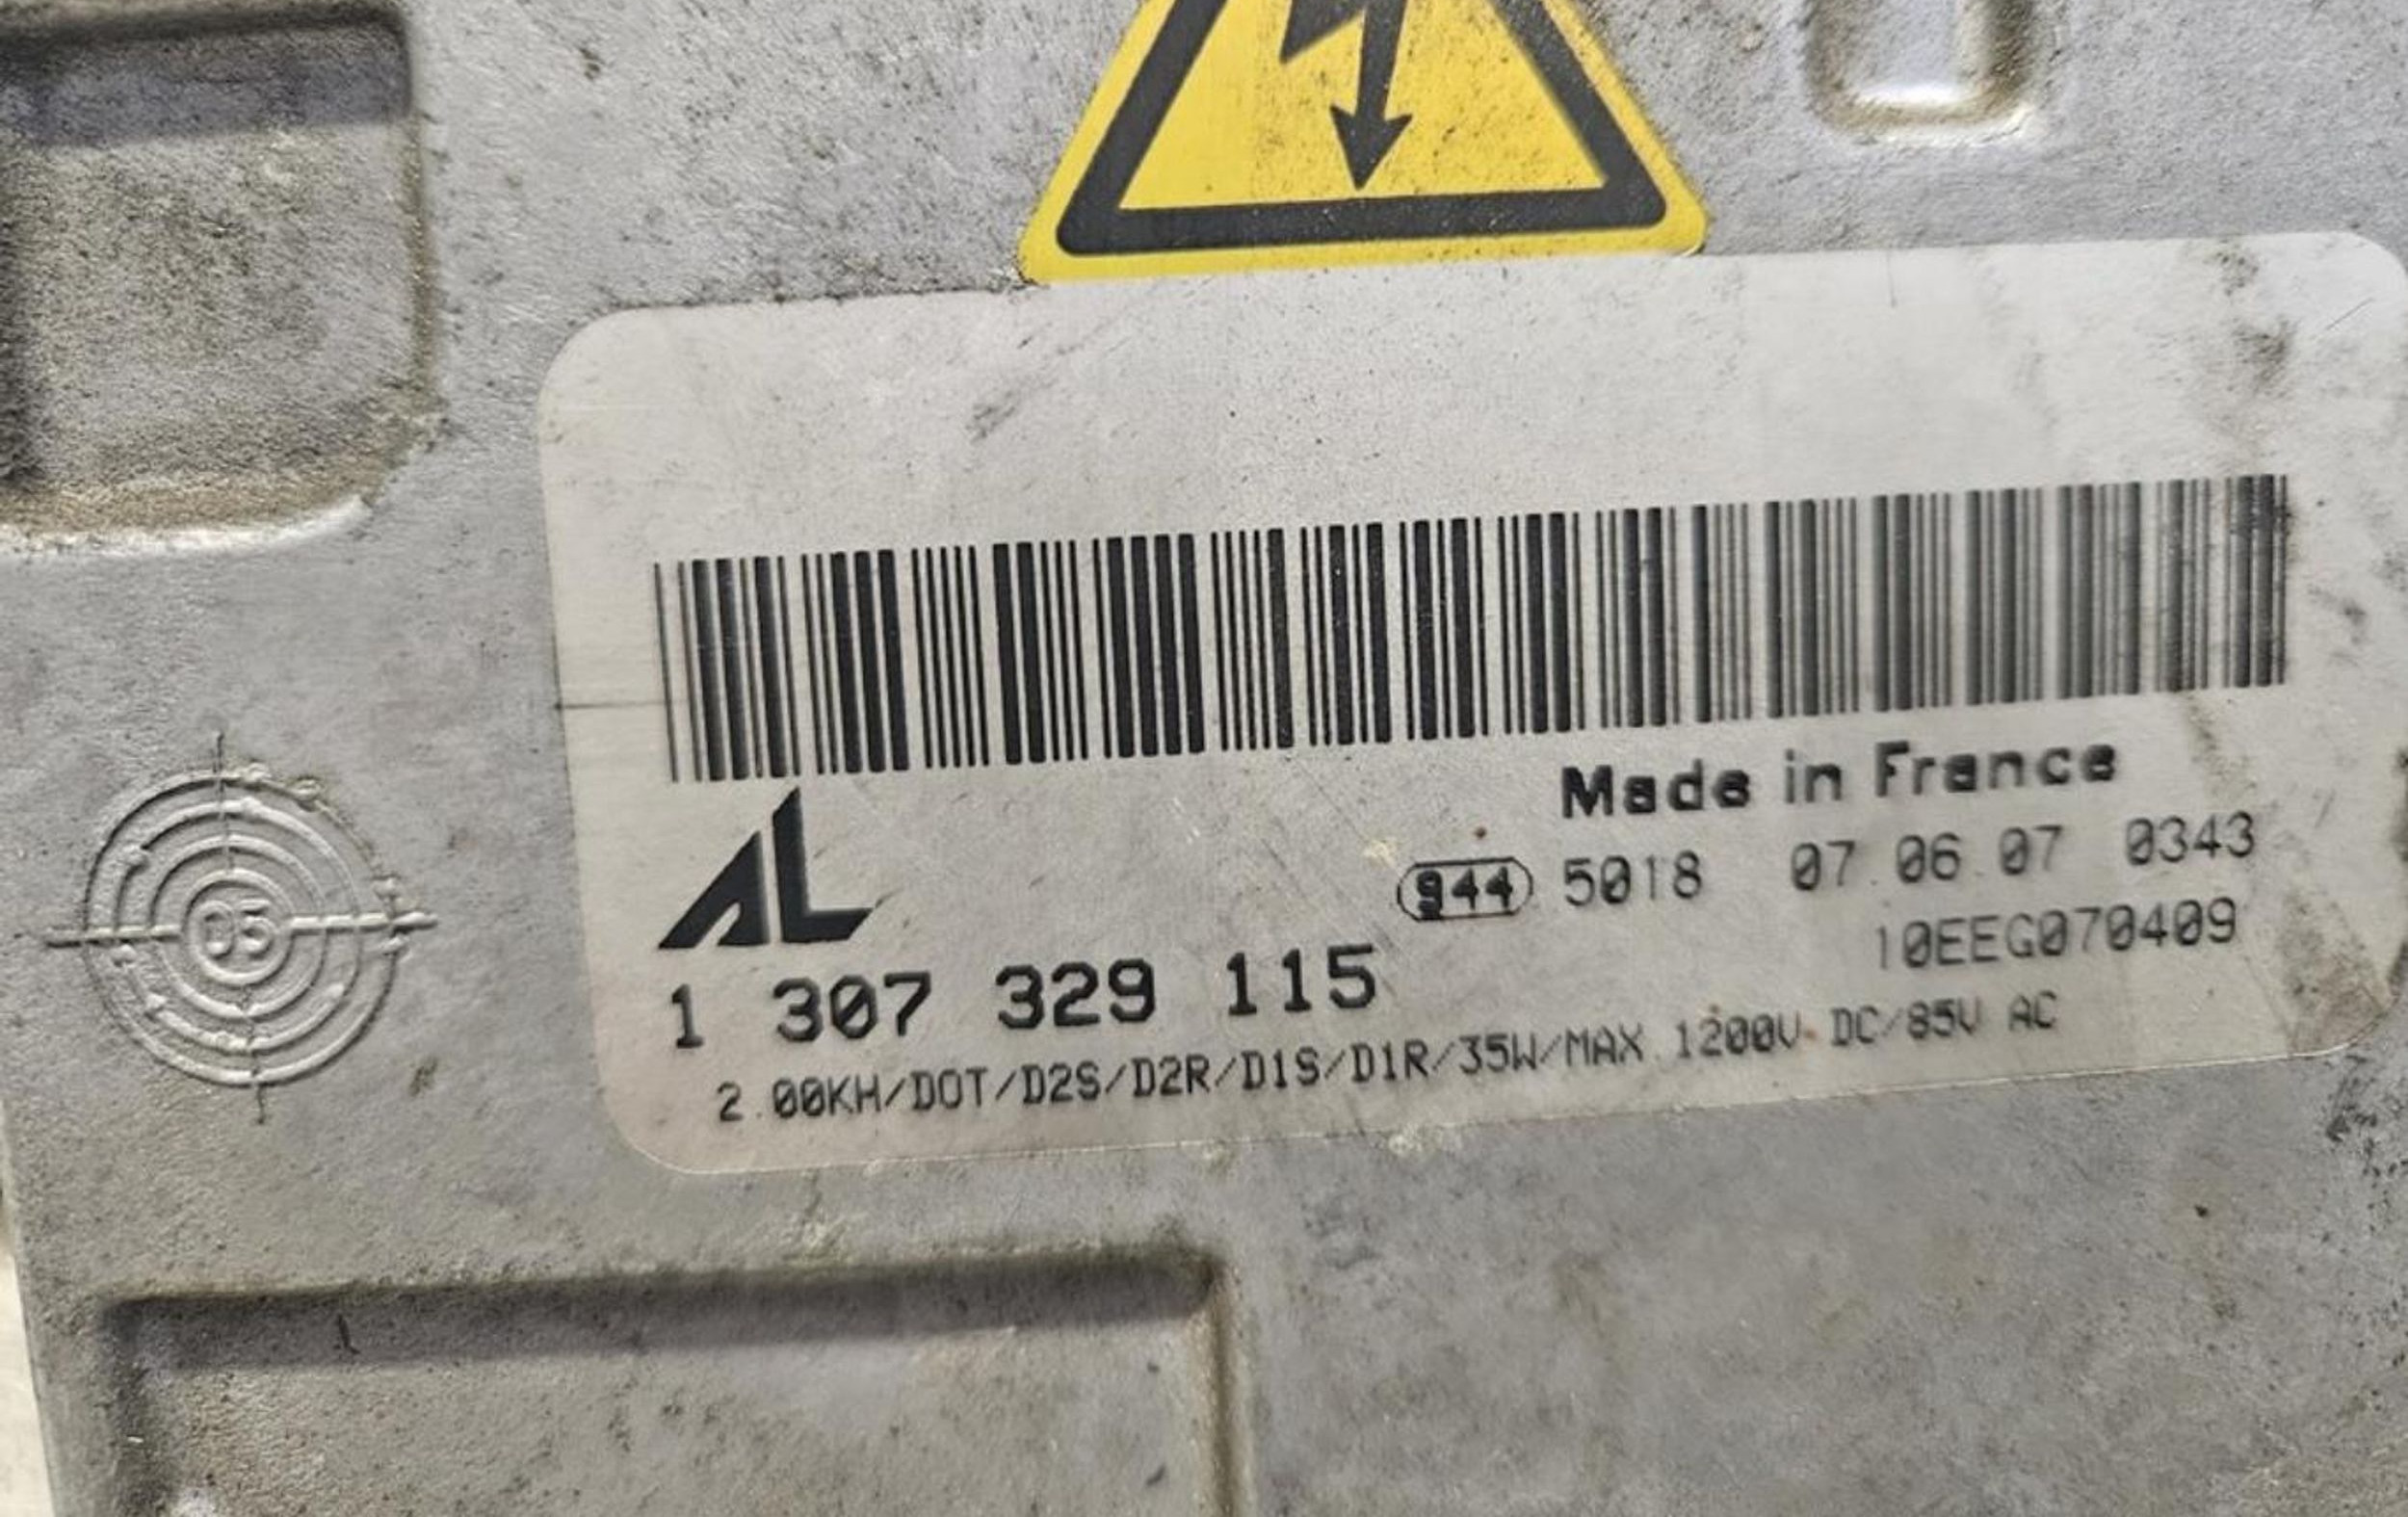 Made in France
944 5018 07.06.07 0343
10EEG070409
AL
1 307 329 115
2.00KH/DOT/D2S/D2R/D1S/D1R/35W/MAX.1200V DC/85V AC
05